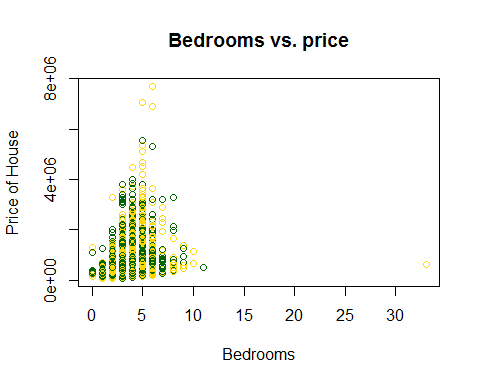 Bedrooms vs. price
Price of House
8e+06
4e+06
0e+00
0 5 10 15 20 25 30
Bedrooms